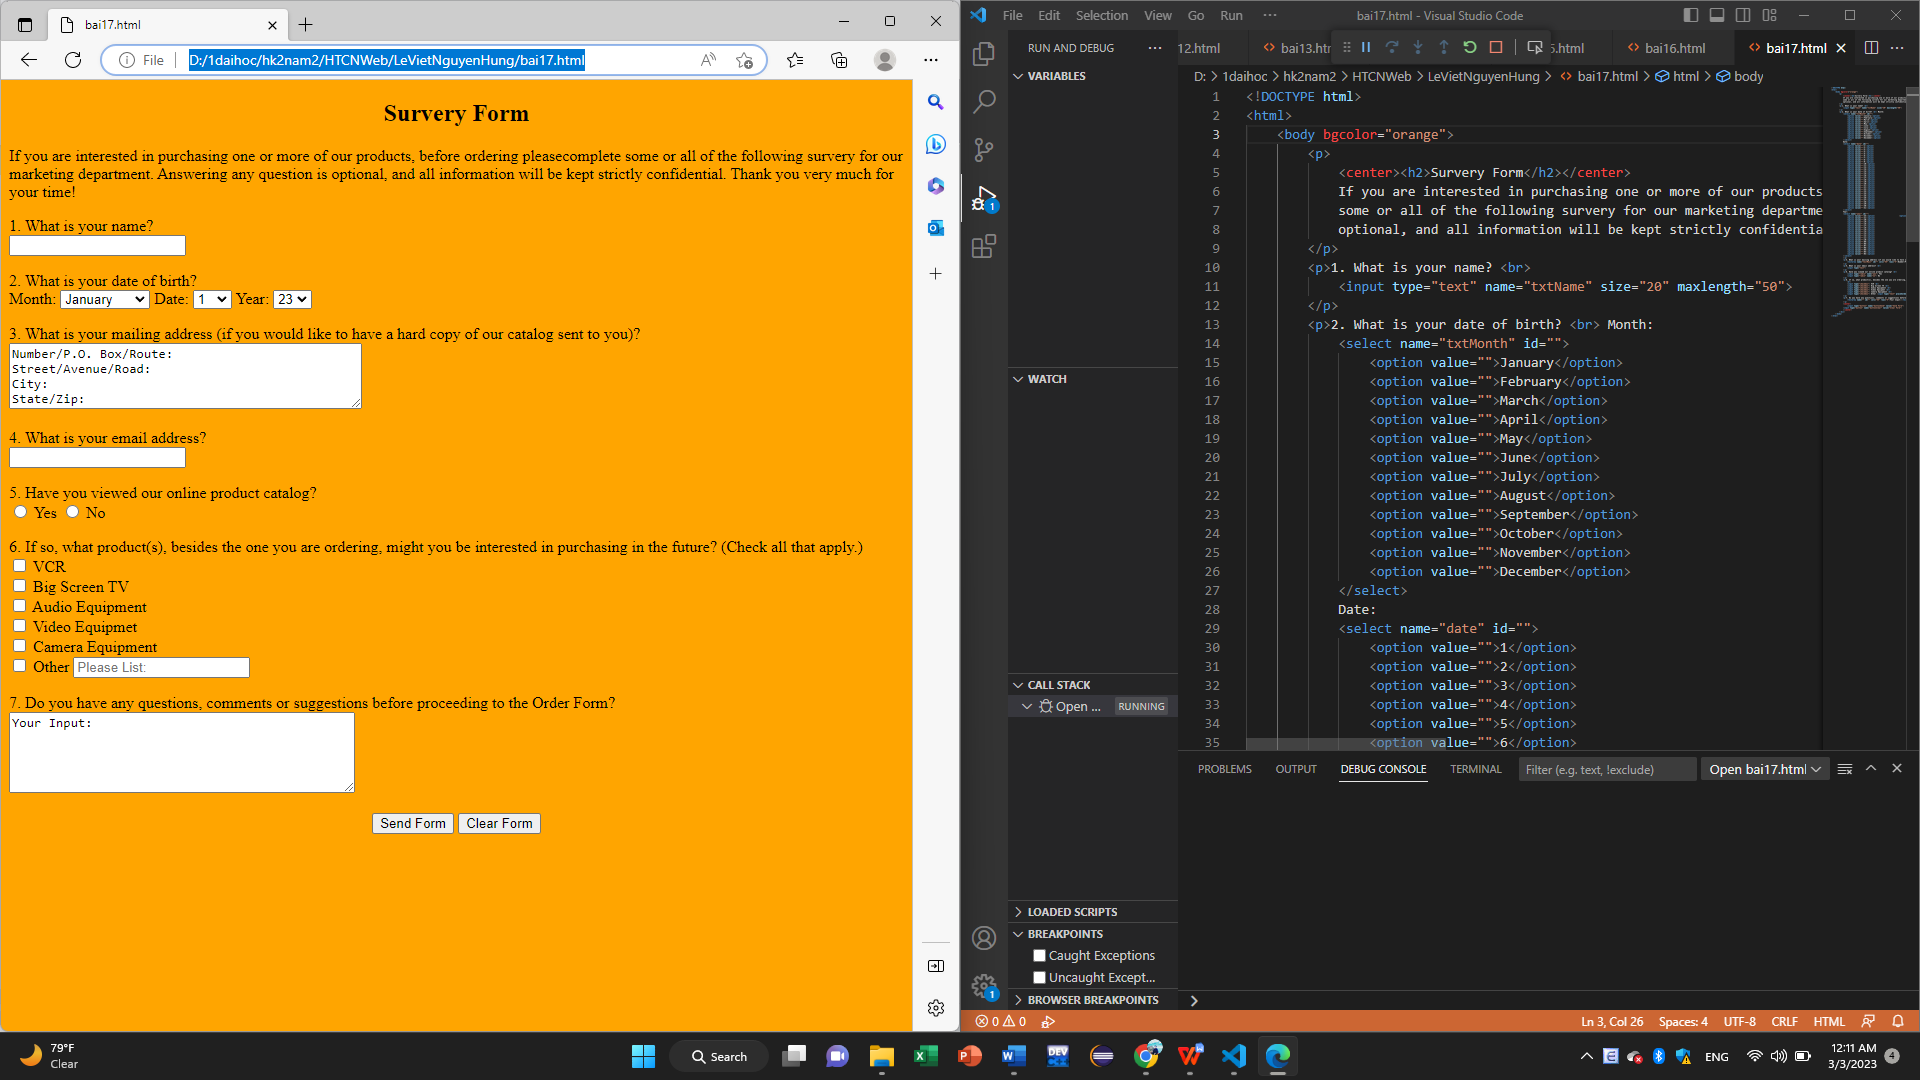 bai17.html
File
D:/1daihoc/hk2nam2/HTCNWeb/LeVietNguyenHung/bai17.html
Survery Form
If you are interested in purchasing one or more of our products, before ordering pleasecomplete some or all of the following survery for our
marketing department. Answering any question is optional, and all information will be kept strictly confidential. Thank you very much for
your time!
1. What is your name?
2. What is your date of birth?
Month: January Date: 1 Year: 23
3. What is your mailing address (if you would like to have a hard copy of our catalog sent to you)?
Number/P.O. Box/Route:
Street/Avenue/Road:
City:
State/Zip:
4. What is your email address?
5. Have you viewed our online product catalog?
Yes No
6. If so, what product(s), besides the one you are ordering, might you be interested in purchasing in the future? (Check all that apply.)
VCR
Big Screen TV
Audio Equipment
Video Equipmet
Camera Equipment
Other Please List:
7. Do you have any questions, comments or suggestions before proceeding to the Order Form?
Your Input:
Send Form Clear Form
File Edit Selection View Go Run ··· bai17.html - Visual Studio Code
RUN AND DEBUG ··· 12.html bai13.ht 5.html bai16.html bai17.html
VARIABLES
WATCH
CALL STACK
Open ... RUNNING
LOADED SCRIPTS
BREAKPOINTS
Caught Exceptions
Uncaught Except...
BROWSER BREAKPOINTS
D: > 1daihoc > hk2nam2 > HTCNWeb > LeVietNguyenHung > bai17.html > html > body
1 <!DOCTYPE html>
2 <html>
3 <body bgcolor="orange">
4 <p>
5 <center><h2>Survery Form</h2></center>
6 If you are interested in purchasing one or more of our products
7 some or all of the following survery for our marketing departme
8 optional, and all information will be kept strictly confidentia
9 </p>
10 <p>1. What is your name? <br>
11 <input type="text" name="txtName" size="20" maxlength="50">
12 </p>
13 <p>2. What is your date of birth? <br> Month:
14 <select name="txtMonth" id="">
15 <option value="">January</option>
16 <option value="">February</option>
17 <option value="">March</option>
18 <option value="">April</option>
19 <option value="">May</option>
20 <option value="">June</option>
21 <option value="">July</option>
22 <option value="">August</option>
23 <option value="">September</option>
24 <option value="">October</option>
25 <option value="">November</option>
26 <option value="">December</option>
27 </select>
28 Date:
29 <select name="date" id="">
30 <option value="">1</option>
31 <option value="">2</option>
32 <option value="">3</option>
33 <option value="">4</option>
34 <option value="">5</option>
35 <option value="">6</option>
PROBLEMS OUTPUT DEBUG CONSOLE TERMINAL Filter (e.g. text, !exclude) Open bai17.html
0 0 Ln 3, Col 26 Spaces: 4 UTF-8 CRLF HTML
79°F
Clear
Search
ENG
12:11 AM
3/3/2023
4